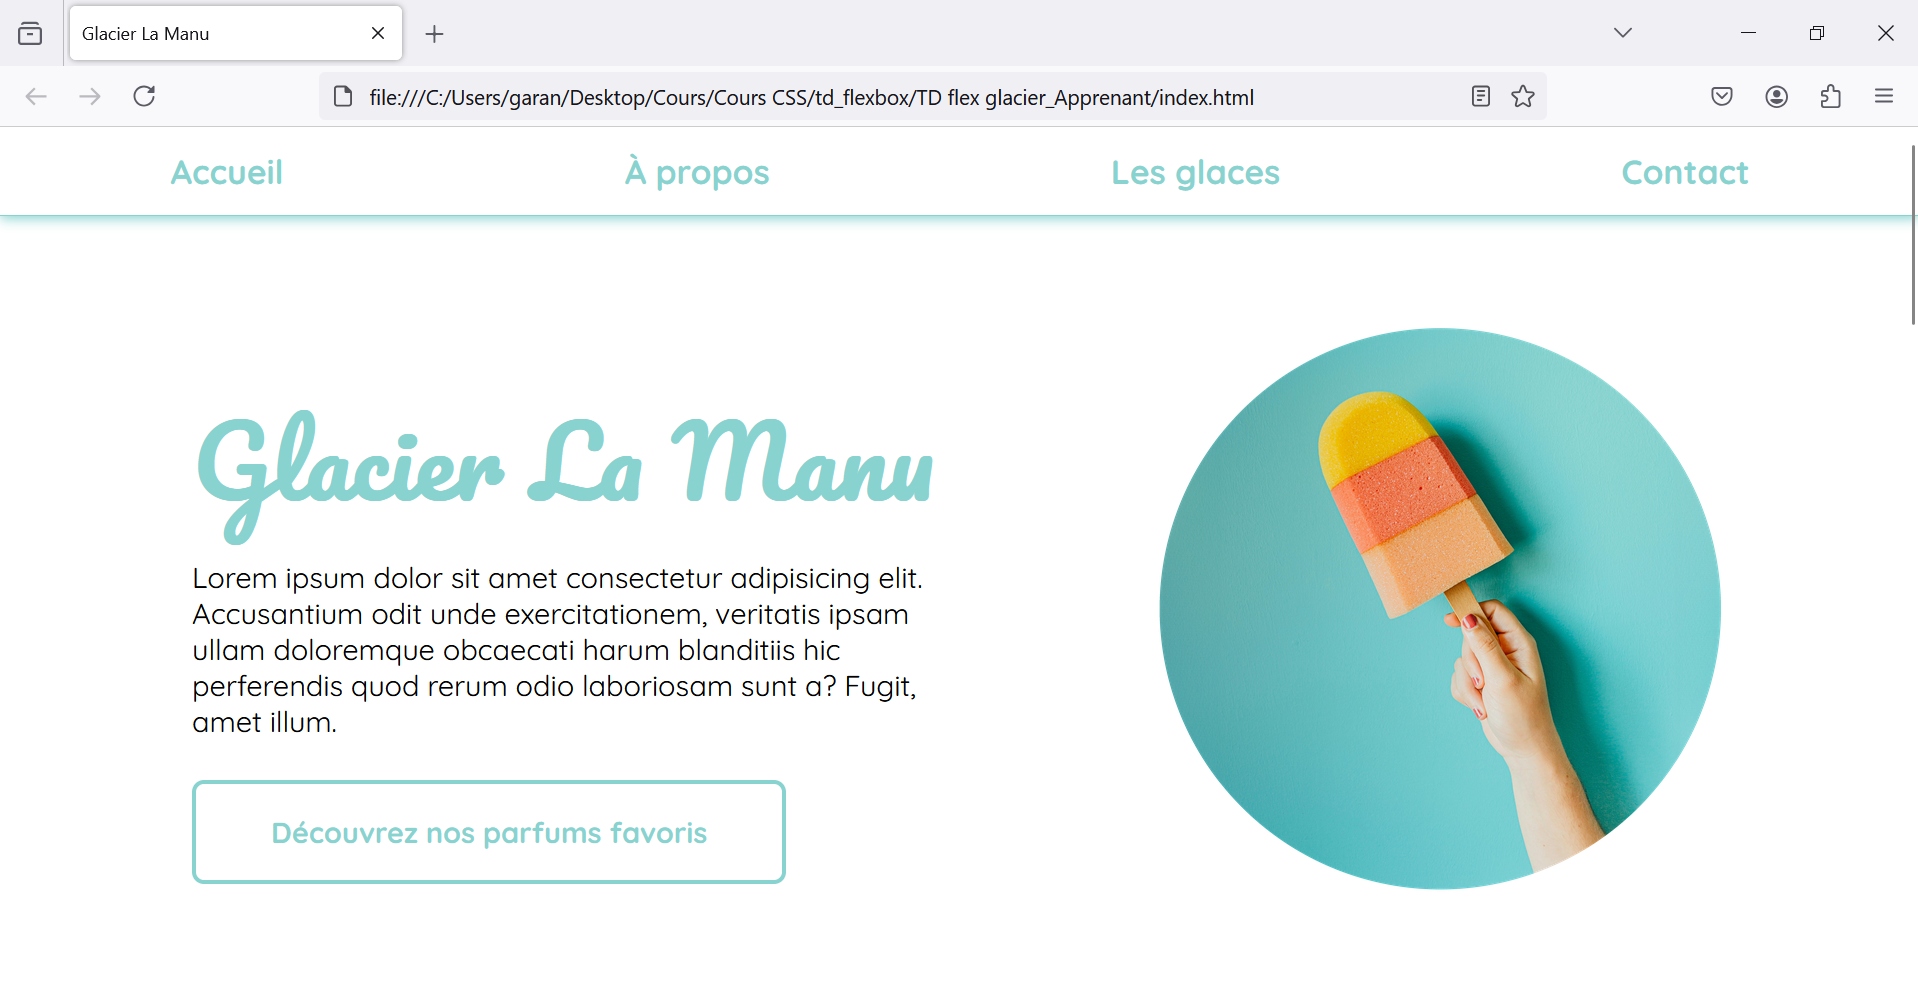 Glacier La Manu
file:///C:/Users/garan/Desktop/Cours/Cours CSS/td_flexbox/TD flex glacier_Apprenant/index.html
Accueil
À propos
Les glaces
Contact
Glacier La Manu
Lorem ipsum dolor sit amet consectetur adipisicing elit.
Accusantium odit unde exercitationem, veritatis ipsam
ullam doloremque obcaecati harum blanditiis hic
perferendis quod rerum odio laboriosam sunt a? Fugit,
amet illum.
Découvrez nos parfums favoris